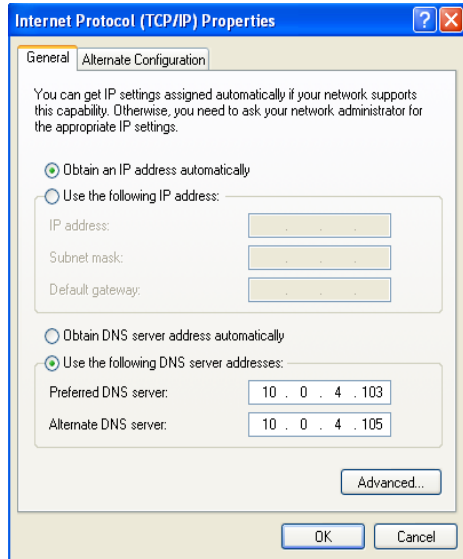 Internet Protocol (TCP/IP) Properties
General
Alternate Configuration
You can get IP settings assigned automatically if your network supports
this capability. Otherwise, you need to ask your network administrator for
the appropriate IP settings.
Obtain an IP address automatically
Use the following IP address:
IP address:
Subnet mask:
Default gateway:
Obtain DNS server address automatically
Use the following DNS server addresses:
Preferred DNS server: 10 . 0 . 4 . 103
Alternate DNS server: 10 . 0 . 4 . 105
Advanced...
OK Cancel